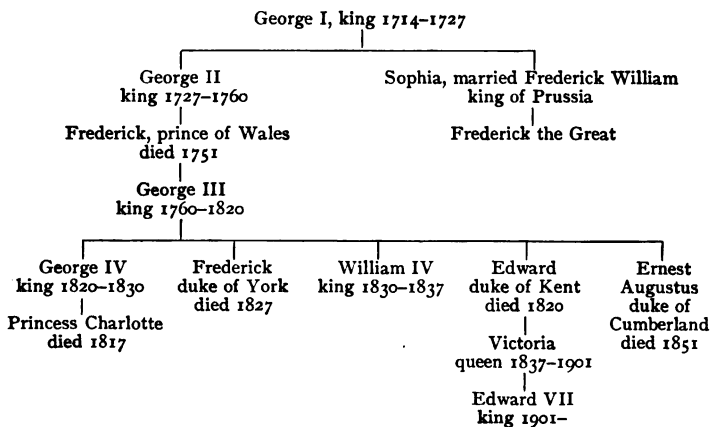 George I, king 1714–1727
George II
king 1727–1760
Sophia, married Frederick William
king of Prussia
Frederick, prince of Wales
died 1751
Frederick the Great
George III
king 1760–1820
George IV
king 1820–1830
Princess Charlotte
died 1817
Frederick
duke of York
died 1827
William IV
king 1830–1837
Edward
duke of Kent
died 1820
Victoria
queen 1837–1901
Edward VII
king 1901–
Ernest
Augustus
duke of
Cumberland
died 1851